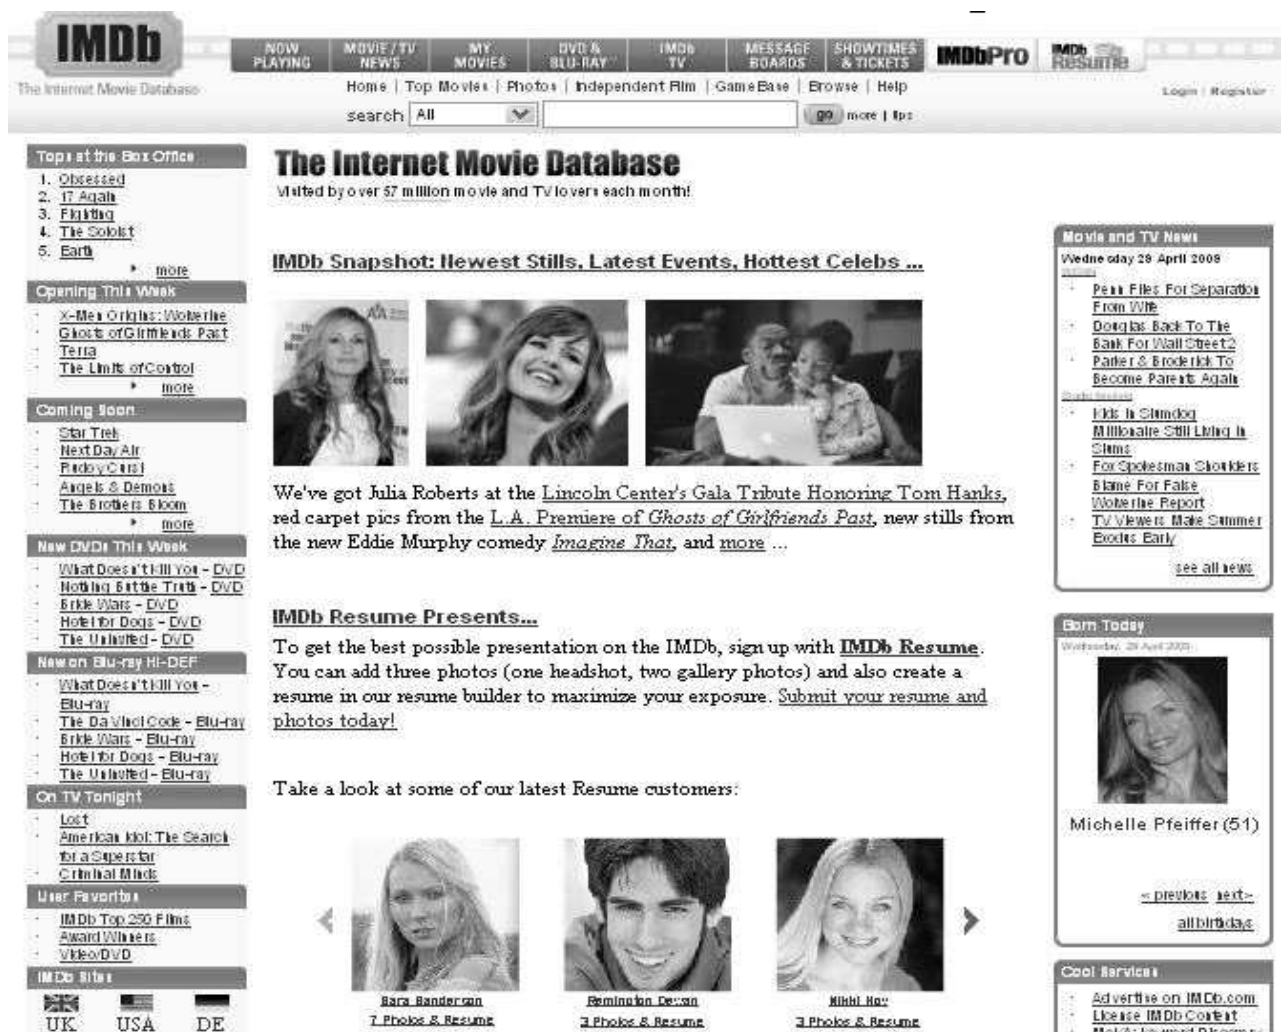 IMDb
The Internet Movie Database
NOW PLAYING
MOVIE / TV NEWS
MY MOVIES
DVD & BLU-RAY
IMDb TV
MESSAGE BOARDS
SHOWTIMES & TICKETS
IMDbPro
IMDb Resume
Home | Top Movies | Photos | Independent Film | GameBase | Browse | Help
Login | Register
search All go more | tips
Tops at the Box Office
1. Obsessed
2. 17 Again
3. Fighting
4. The Soloist
5. Earth
more
Opening This Week
X-Men Origins: Wolverine
Ghosts of Girlfriends Past
Terra
The Limits of Control
more
Coming Soon
Star Trek
Next Day Air
Rudo y Cursi
Angels & Demons
The Brothers Bloom
more
New DVDs This Week
What Doesn't Kill You - DVD
Nothing But the Truth - DVD
Bride Wars - DVD
Hotel for Dogs - DVD
The Uninvited - DVD
New on Blu-ray HI-DEF
What Doesn't Kill You -
Blu-ray
The Da Vinci Code - Blu-ray
Bride Wars - Blu-ray
Hotel for Dogs - Blu-ray
The Uninvited - Blu-ray
On TV Tonight
Lost
American Idol: The Search
for a Superstar
Criminal Minds
User Favorites
IMDb Top 250 Films
Award Winners
Video/DVD
IMDb Sites
UK USA DE
The Internet Movie Database
Visited by over 57 million movie and TV lovers each month!
IMDb Snapshot: Newest Stills, Latest Events, Hottest Celebs ...
We've got Julia Roberts at the Lincoln Center's Gala Tribute Honoring Tom Hanks,
red carpet pics from the L.A. Premiere of Ghosts of Girlfriends Past, new stills from
the new Eddie Murphy comedy Imagine That, and more ...
IMDb Resume Presents...
To get the best possible presentation on the IMDb, sign up with IMDb Resume.
You can add three photos (one headshot, two gallery photos) and also create a
resume in our resume builder to maximize your exposure. Submit your resume and
photos today!
Take a look at some of our latest Resume customers:
Sara Sanderson
7 Photos & Resume
Remington
3 Photos & Resume
Nikki
3 Photos & Resume
Movie and TV News
Wednesday 29 April 2009
Penn Files For Separation
From Wife
Douglas Back To The
Bank For Wall Street 2
Parker & Broderick To
Become Parents Again
Kids In Slumdog
Millionaire Still Living In
Slums
Fox Spokesman Shoulders
Blame For False
Wolverine Report
TV Viewers Make Summer
Exodus Early
see all news
Born Today
Wednesday, 29 April 2009
Michelle Pfeiffer (51)
< previous next >
all birthdays
Cool Services
Advertise on IMDb.com
License IMDb Content